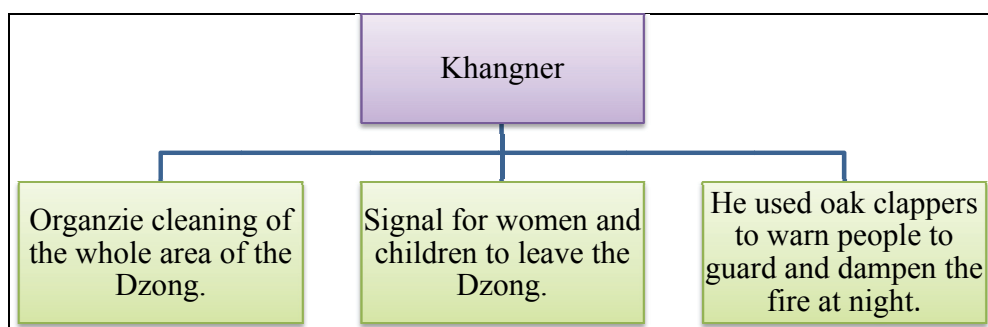 Khangner
Organzie cleaning of
the whole area of the
Dzong.
Signal for women and
children to leave the
Dzong.
He used oak clappers
to warn people to
guard and dampen the
fire at night.